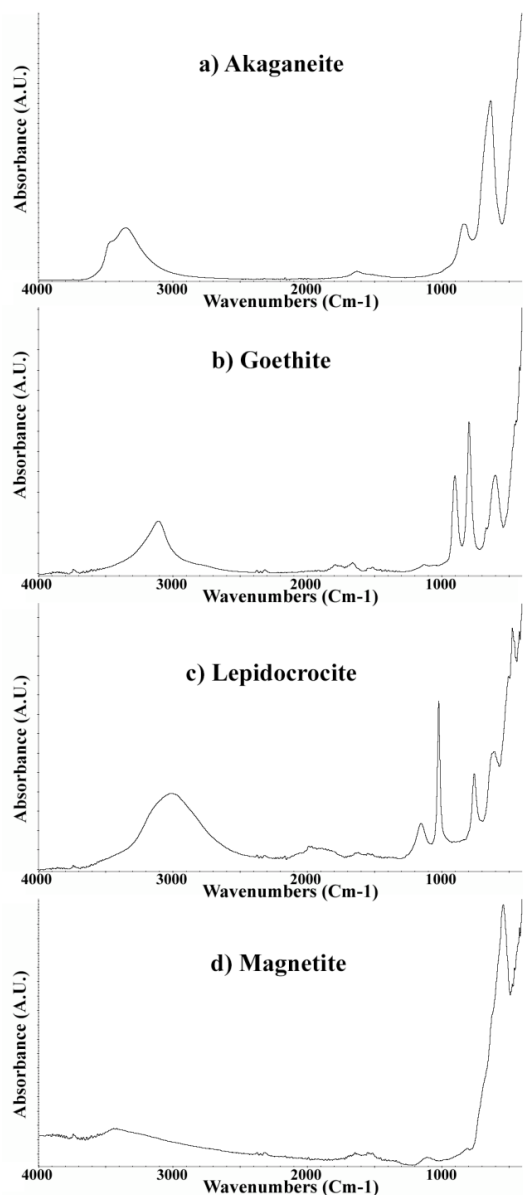 a) Akaganeite
Absorbance (A.U.)
4000 3000 2000 1000
Wavenumbers (Cm-1)
b) Goethite
Absorbance (A.U.)
4000 3000 2000 1000
Wavenumbers (Cm-1)
c) Lepidocrocite
Absorbance (A.U.)
4000 3000 2000 1000
Wavenumbers (Cm-1)
d) Magnetite
Absorbance (A.U.)
4000 3000 2000 1000
Wavenumbers (Cm-1)